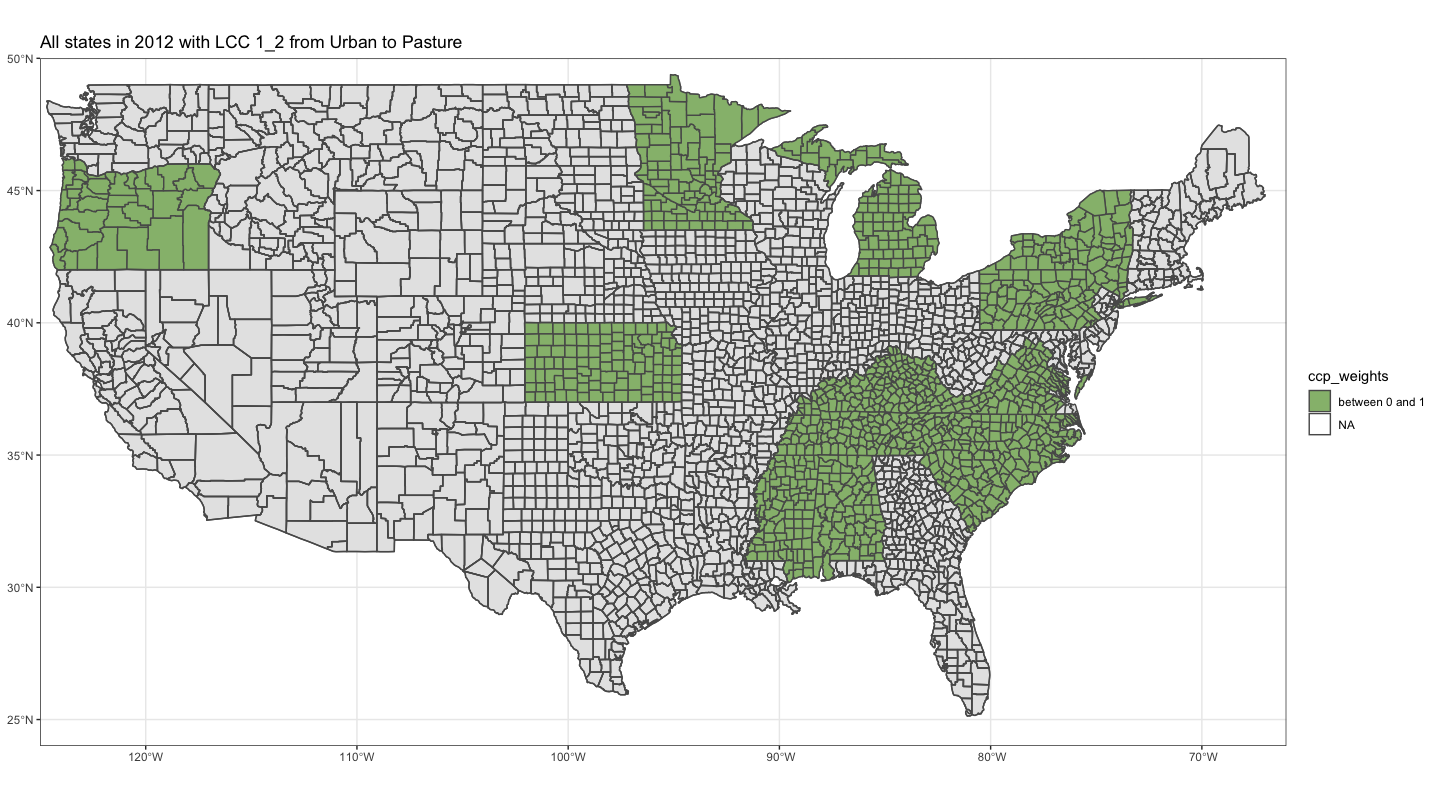 All states in 2012 with LCC 1_2 from Urban to Pasture
50°N
45°N
40°N
35°N
30°N
25°N
120°W
110°W
100°W
90°W
80°W
70°W
ccp_weights
between 0 and 1
NA